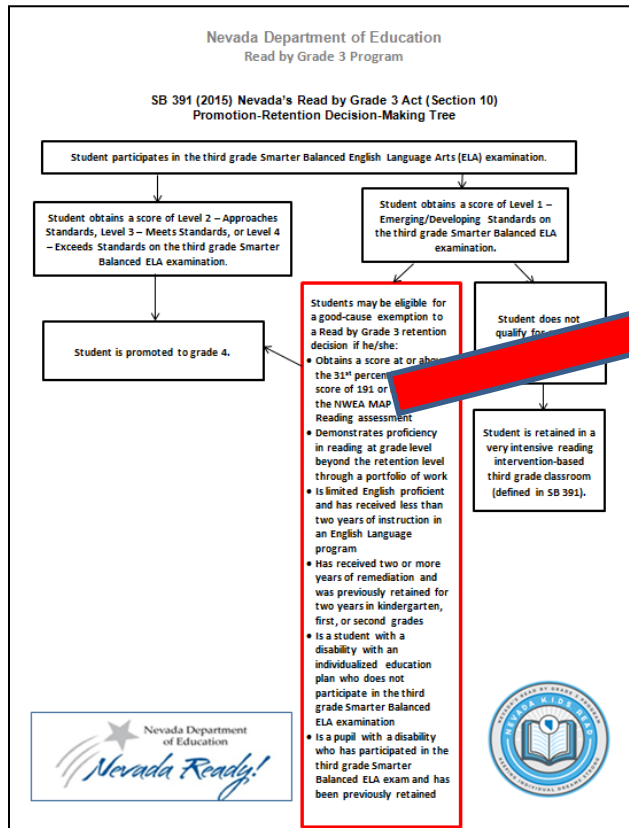 Nevada Department of Education
Read by Grade 3 Program
SB 391 (2015) Nevada's Read by Grade 3 Act (Section 10)
Promotion-Retention Decision-Making Tree
Student participates in the third grade Smarter Balanced English Language Arts (ELA) examination.
Student obtains a score of Level 2 – Approaches
Standards, Level 3 – Meets Standards, or Level 4
– Exceeds Standards on the third grade Smarter
Balanced ELA examination.
Student obtains a score of Level 1 –
Emerging/Developing Standards on
the third grade Smarter Balanced ELA
examination.
Student is promoted to grade 4.
Students may be eligible for
a good-cause exemption to
a Read by Grade 3 retention
decision if he/she:
• Obtains a score at or above
the 31st
score of 191 or
the NWEA MAP
Reading assessment
• Demonstrates proficiency
in reading at grade level
beyond the retention level
through a portfolio of work
• Is limited English proficient
and has received less than
two years of instruction in
an English Language
program
• Has received two or more
years of remediation and
was previously retained for
two years in kindergarten,
first, or second grades
• Is a student with a
disability with an
individualized education
plan who does not
participate in the third
grade Smarter Balanced
ELA examination
• Is a pupil with a disability
who has participated in the
third grade Smarter
Balanced ELA exam and has
been previously retained
Student does not
qualify for
Student is retained in a
very intensive reading
intervention-based
third grade classroom
(defined in SB 391).
Nevada Department
of Education
Nevada Ready!
NEVADA'S READ BY GRADE 3 PROGRAM
NEVADA KIDS READ
KEEPING INDIVIDUAL DREAMS STRONG